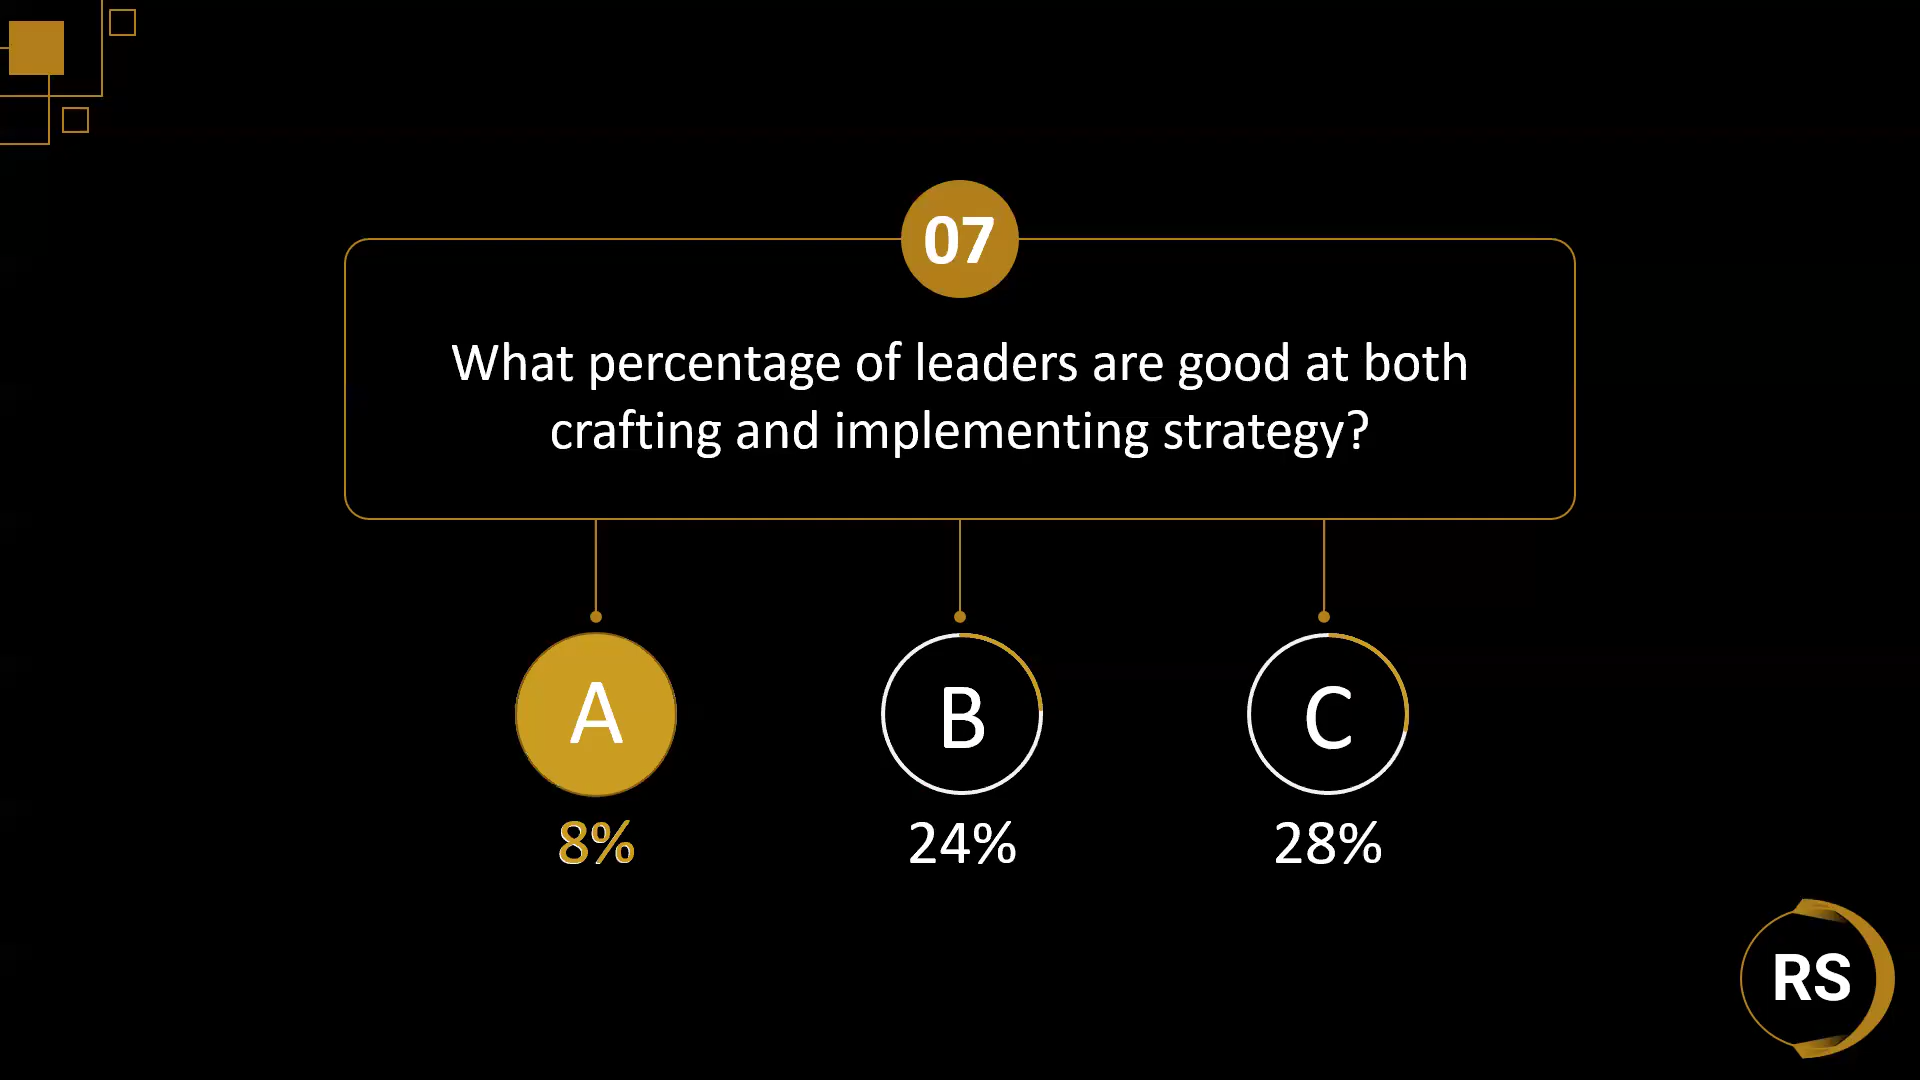 07
What percentage of leaders are good at both
crafting and implementing strategy?
A
B
C
8%
24%
28%
RS